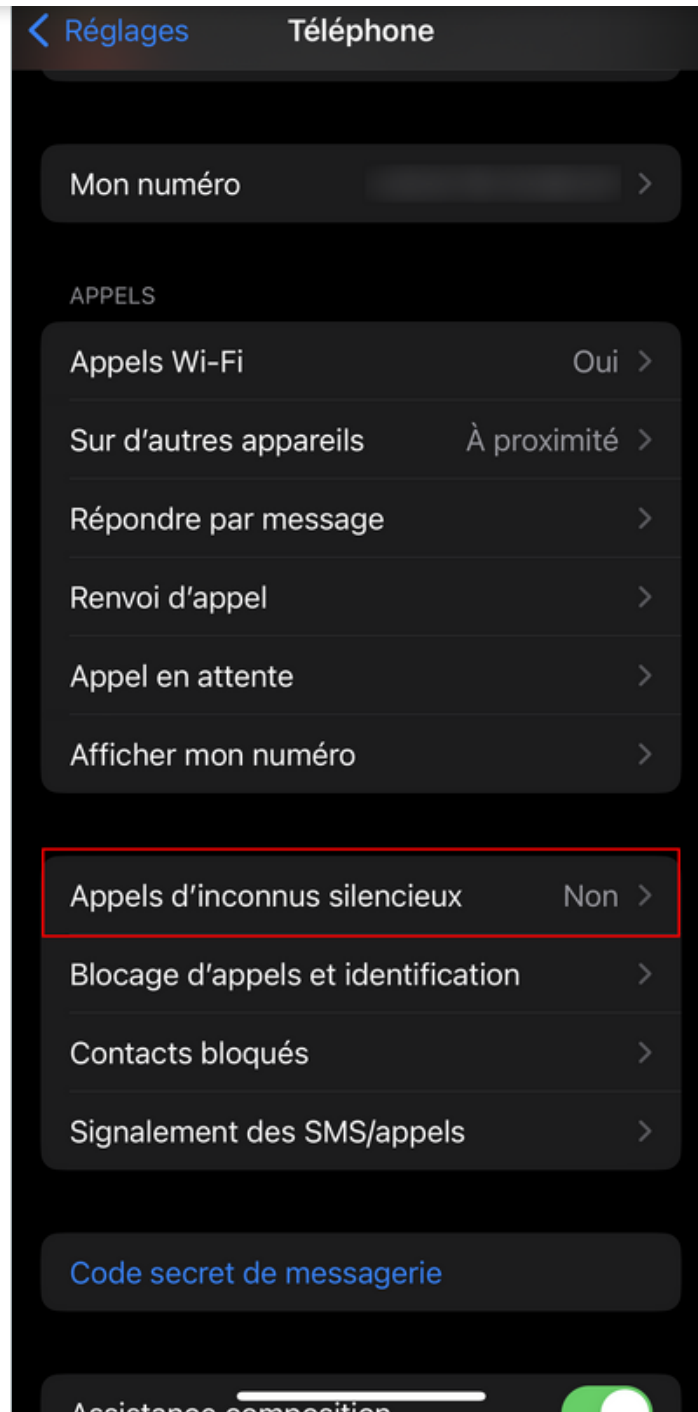 Réglages Téléphone
Mon numéro
APPELS
Appels Wi-Fi Oui
Sur d’autres appareils À proximité
Répondre par message
Renvoi d’appel
Appel en attente
Afficher mon numéro
Appels d’inconnus silencieux Non
Blocage d’appels et identification
Contacts bloqués
Signalement des SMS/appels
Code secret de messagerie
Assistance composition